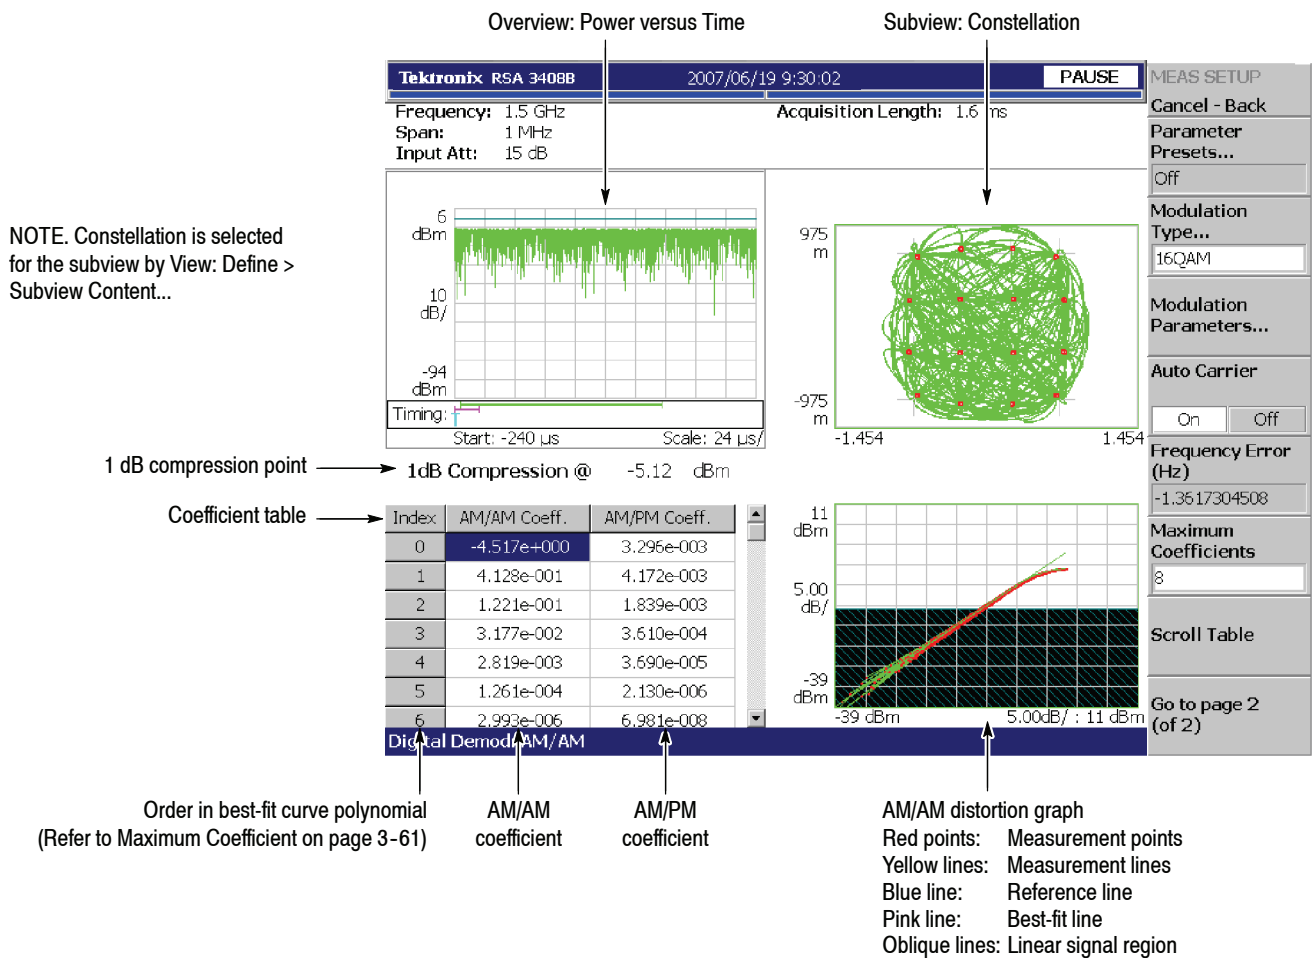 Overview: Power versus Time
Subview: Constellation
Tektronix RSA 3408B
2007/06/19 9:30:02
PAUSE
Frequency: 1.5 GHz
Acquisition Length: 1.6 ms
Span: 1 MHz
Input Att: 15 dB
MEAS SETUP
Cancel - Back
Parameter
Presets...
Off
Modulation
Type...
16QAM
Modulation
Parameters...
Auto Carrier
On Off
Frequency Error
(Hz)
-1.3617304508
Maximum
Coefficients
8
Scroll Table
Go to page 2
(of 2)
NOTE. Constellation is selected
for the subview by View: Define >
Subview Content...
6
dBm
10
dB/
-94
dBm
Timing:
Start: -240 µs
Scale: 24 µs/
975
m
-975
m
-1.454
1.454
1 dB compression point
1dB Compression @ -5.12 dBm
Coefficient table
Index AM/AM Coeff. AM/PM Coeff.
0 -4.517e+000 3.296e-003
1 4.128e-001 4.172e-003
2 1.221e-001 1.839e-003
3 3.177e-002 3.610e-004
4 2.819e-003 3.690e-005
5 1.261e-004 2.130e-006
6 2.993e-006 6.981e-008
11
dBm
5.00
dB/
-39
dBm
-39 dBm
5.00dB/ : 11 dBm
Digital Demod: AM/AM
Order in best-fit curve polynomial
(Refer to Maximum Coefficient on page 3-61)
AM/AM
coefficient
AM/PM
coefficient
AM/AM distortion graph
Red points: Measurement points
Yellow lines: Measurement lines
Blue line: Reference line
Pink line: Best-fit line
Oblique lines: Linear signal region